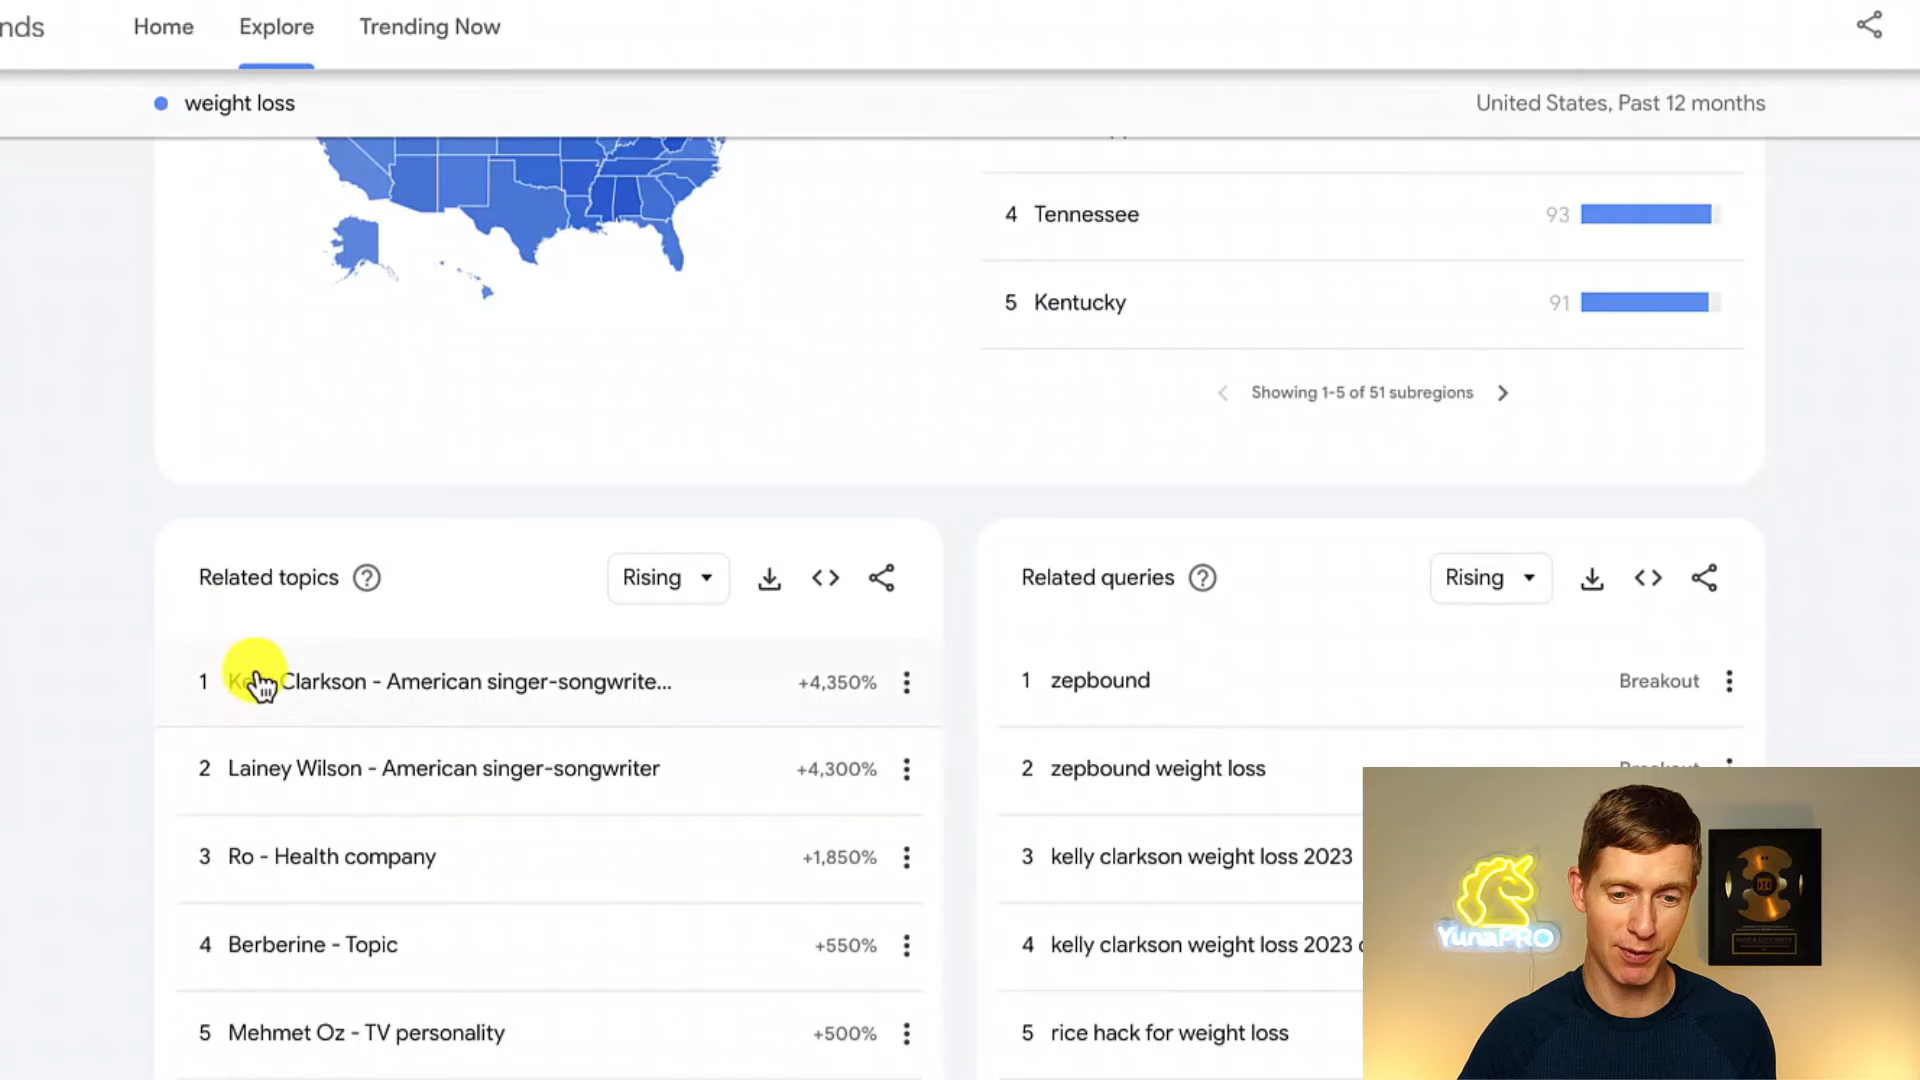 nds Home Explore Trending Now
weight loss United States, Past 12 months
4 Tennessee 93
5 Kentucky 91
Showing 1-5 of 51 subregions
Related topics Rising
1 Clarkson - American singer-songwrite... +4,350%
2 Lainey Wilson - American singer-songwriter +4,300%
3 Ro - Health company +1,850%
4 Berberine - Topic +550%
5 Mehmet Oz - TV personality +500%
Related queries Rising
1 zepbound Breakout
2 zepbound weight loss Breakout
3 kelly clarkson weight loss 2023
4 kelly clarkson weight loss 2023
5 rice hack for weight loss
YunaPRO